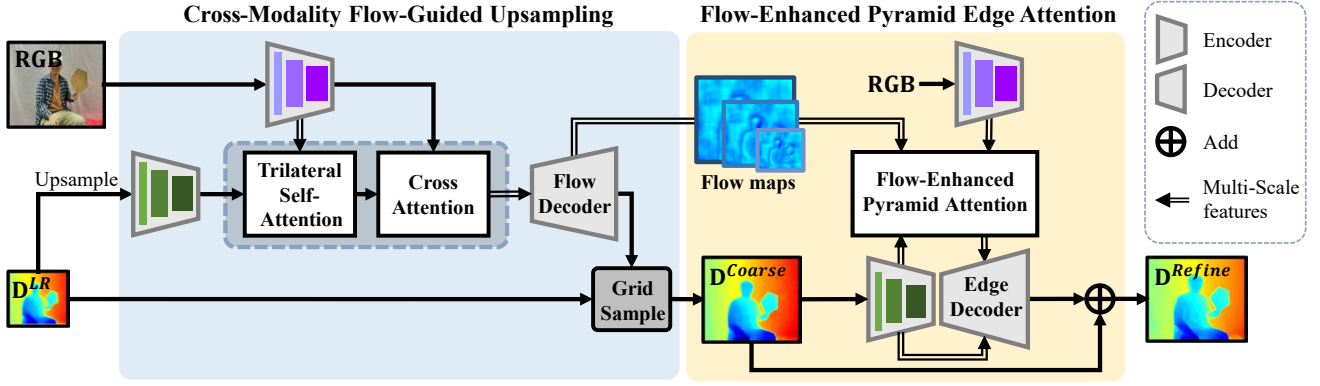 Cross-Modality Flow-Guided Upsampling
Flow-Enhanced Pyramid Edge Attention
RGB
Upsample
Trilateral
Self-
Attention
Cross
Attention
Flow
Decoder
D^LR
Grid
Sample
Flow maps
RGB
Flow-Enhanced
Pyramid Attention
D^Coarse
Edge
Decoder
D^Refine
Encoder
Decoder
Add
Multi-Scale
features